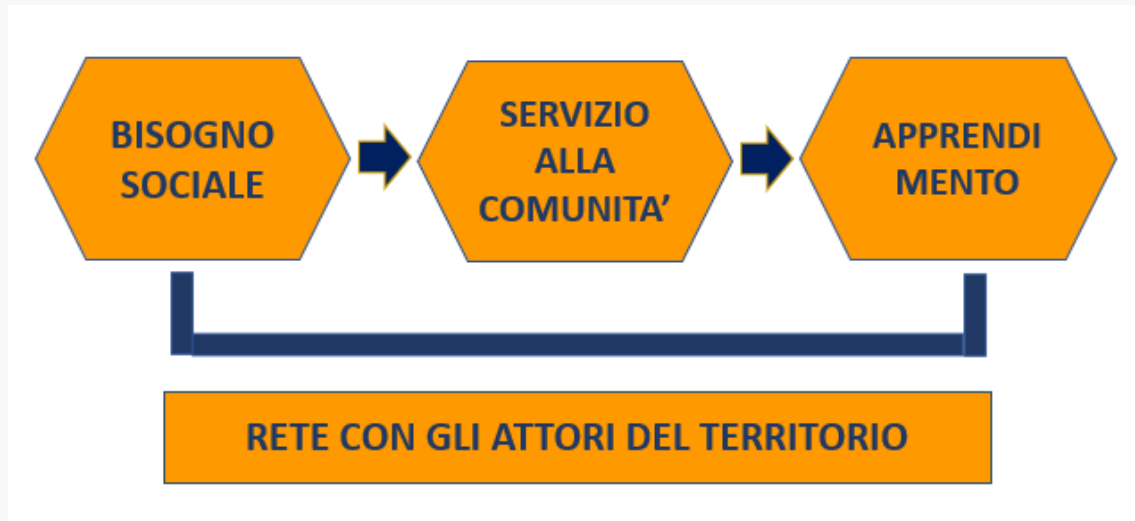 BISOGNO
SOCIALE
SERVIZIO
ALLA
COMUNITA’
APPRENDI
MENTO
RETE CON GLI ATTORI DEL TERRITORIO